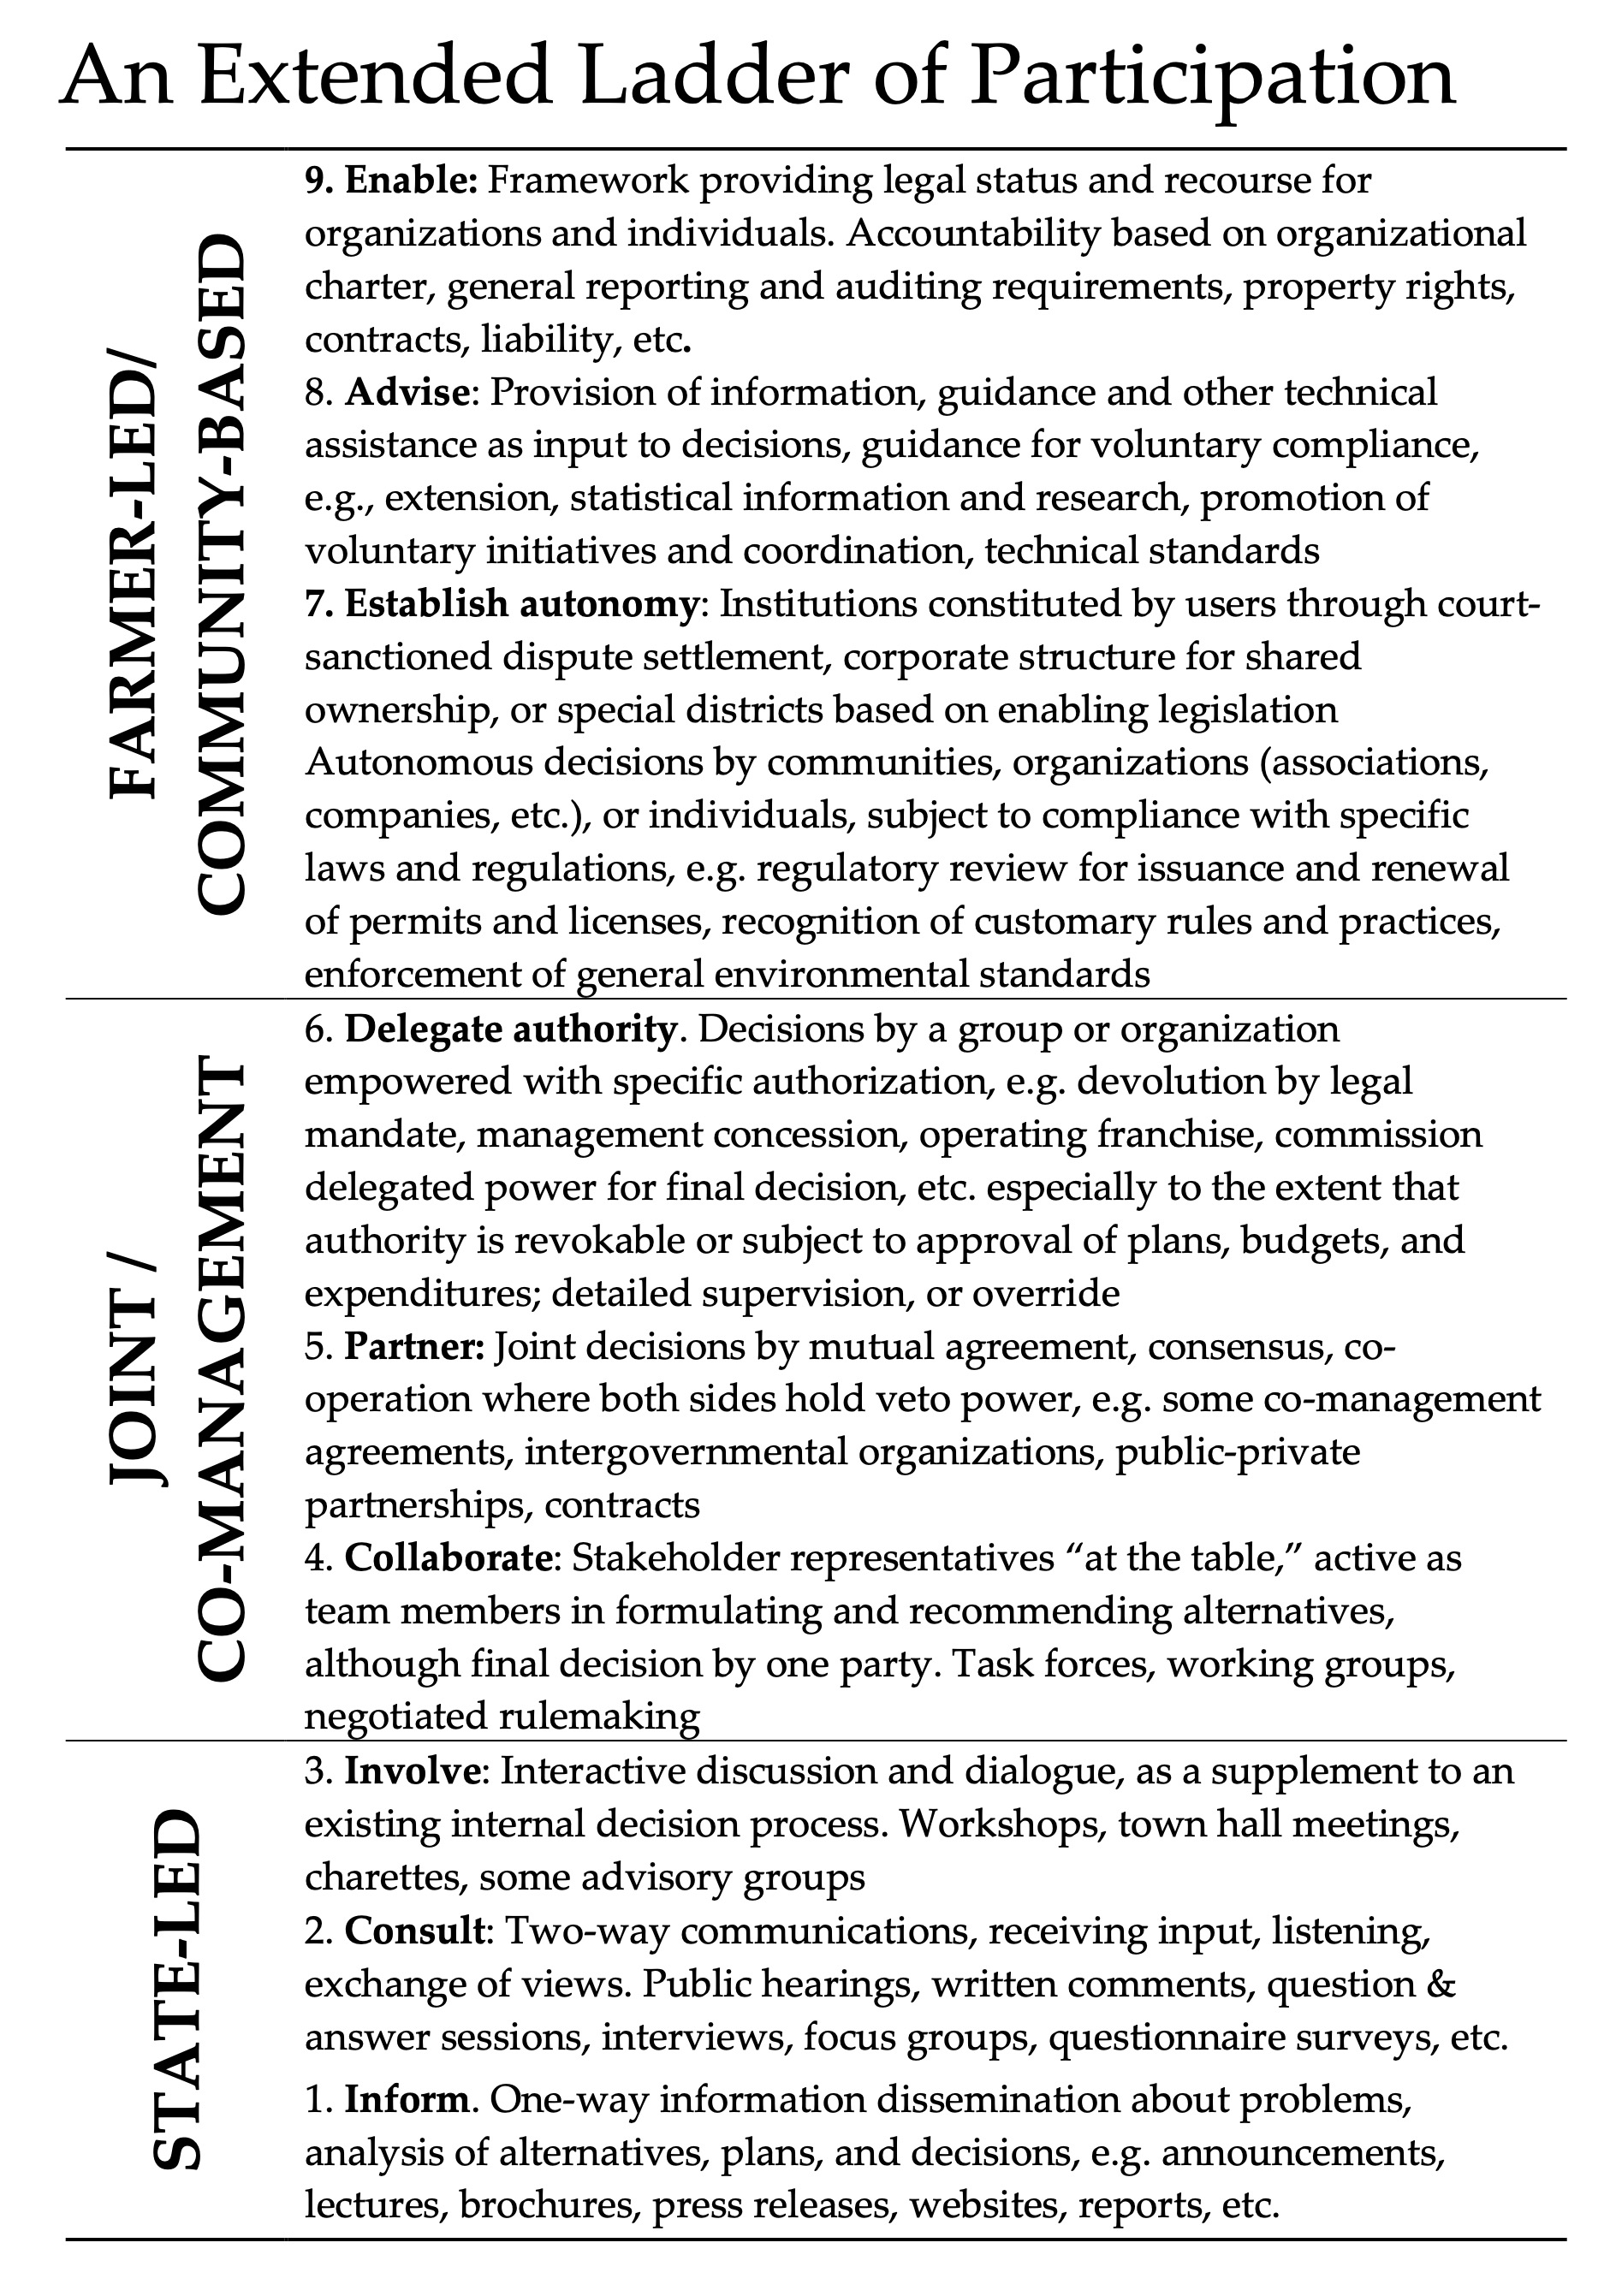 An Extended Ladder of Participation
FARMER-LED/
COMMUNITY-BASED
9. Enable: Framework providing legal status and recourse for
organizations and individuals. Accountability based on organizational
charter, general reporting and auditing requirements, property rights,
contracts, liability, etc.
8. Advise: Provision of information, guidance and other technical
assistance as input to decisions, guidance for voluntary compliance,
e.g., extension, statistical information and research, promotion of
voluntary initiatives and coordination, technical standards
7. Establish autonomy: Institutions constituted by users through court-
sanctioned dispute settlement, corporate structure for shared
ownership, or special districts based on enabling legislation
Autonomous decisions by communities, organizations (associations,
companies, etc.), or individuals, subject to compliance with specific
laws and regulations, e.g. regulatory review for issuance and renewal
of permits and licenses, recognition of customary rules and practices,
enforcement of general environmental standards
JOINT /
CO-MANAGEMENT
6. Delegate authority. Decisions by a group or organization
empowered with specific authorization, e.g. devolution by legal
mandate, management concession, operating franchise, commission
delegated power for final decision, etc. especially to the extent that
authority is revokable or subject to approval of plans, budgets, and
expenditures; detailed supervision, or override
5. Partner: Joint decisions by mutual agreement, consensus, co-
operation where both sides hold veto power, e.g. some co-management
agreements, intergovernmental organizations, public-private
partnerships, contracts
4. Collaborate: Stakeholder representatives “at the table,” active as
team members in formulating and recommending alternatives,
although final decision by one party. Task forces, working groups,
negotiated rulemaking
STATE-LED
3. Involve: Interactive discussion and dialogue, as a supplement to an
existing internal decision process. Workshops, town hall meetings,
charettes, some advisory groups
2. Consult: Two-way communications, receiving input, listening,
exchange of views. Public hearings, written comments, question &
answer sessions, interviews, focus groups, questionnaire surveys, etc.
1. Inform. One-way information dissemination about problems,
analysis of alternatives, plans, and decisions, e.g. announcements,
lectures, brochures, press releases, websites, reports, etc.